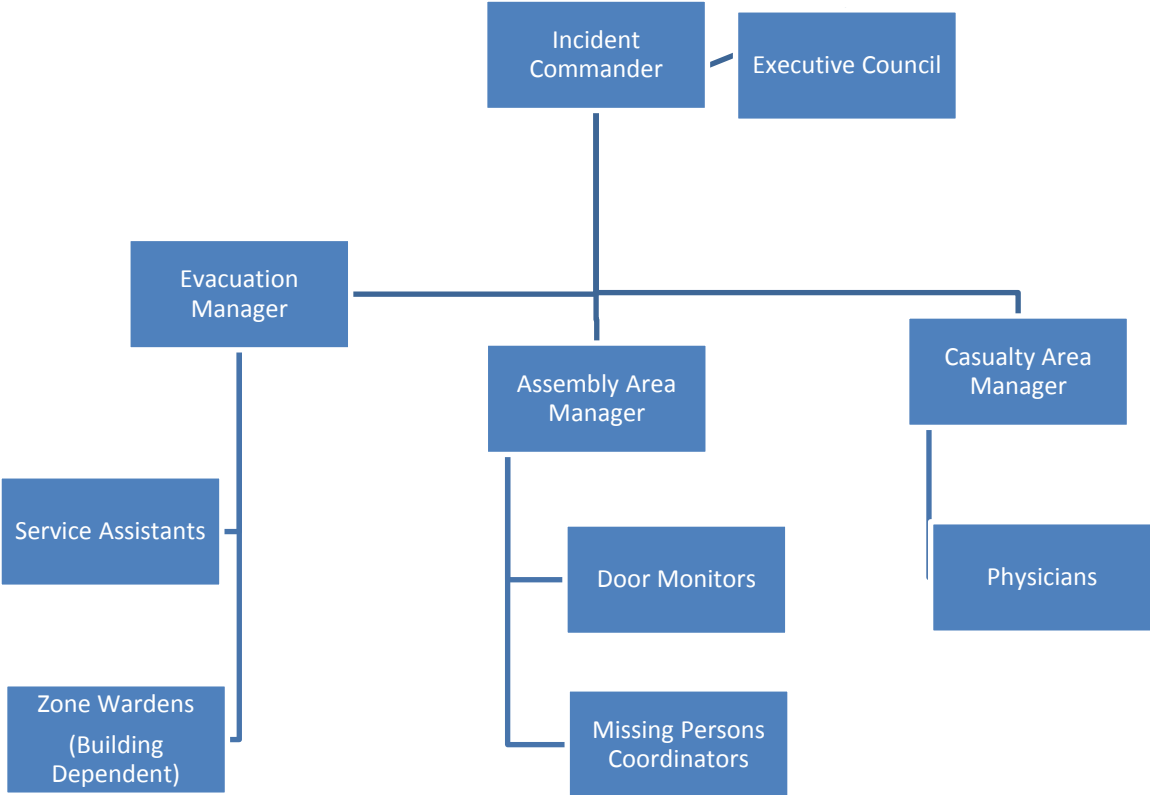 Incident
Commander
Executive Council
Evacuation
Manager
Assembly Area
Manager
Casualty Area
Manager
Service Assistants
Door Monitors
Physicians
Zone Wardens
(Building
Dependent)
Missing Persons
Coordinators